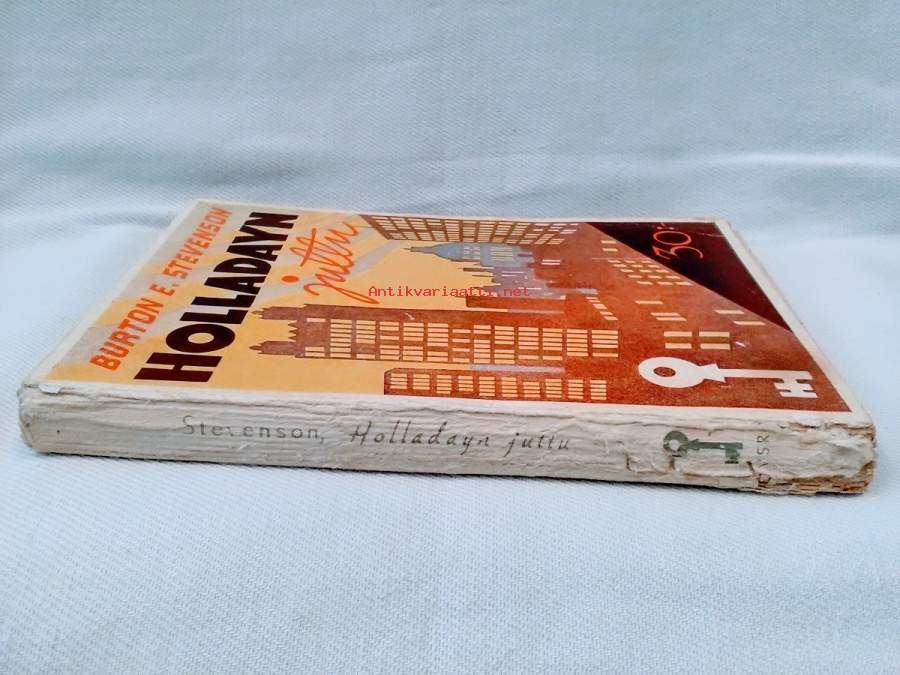 BURTON E. STEVENSON
HOLLADAYN
juttu
30:-
Antikvariaatti.net
Stevenson, Holladayn juttu